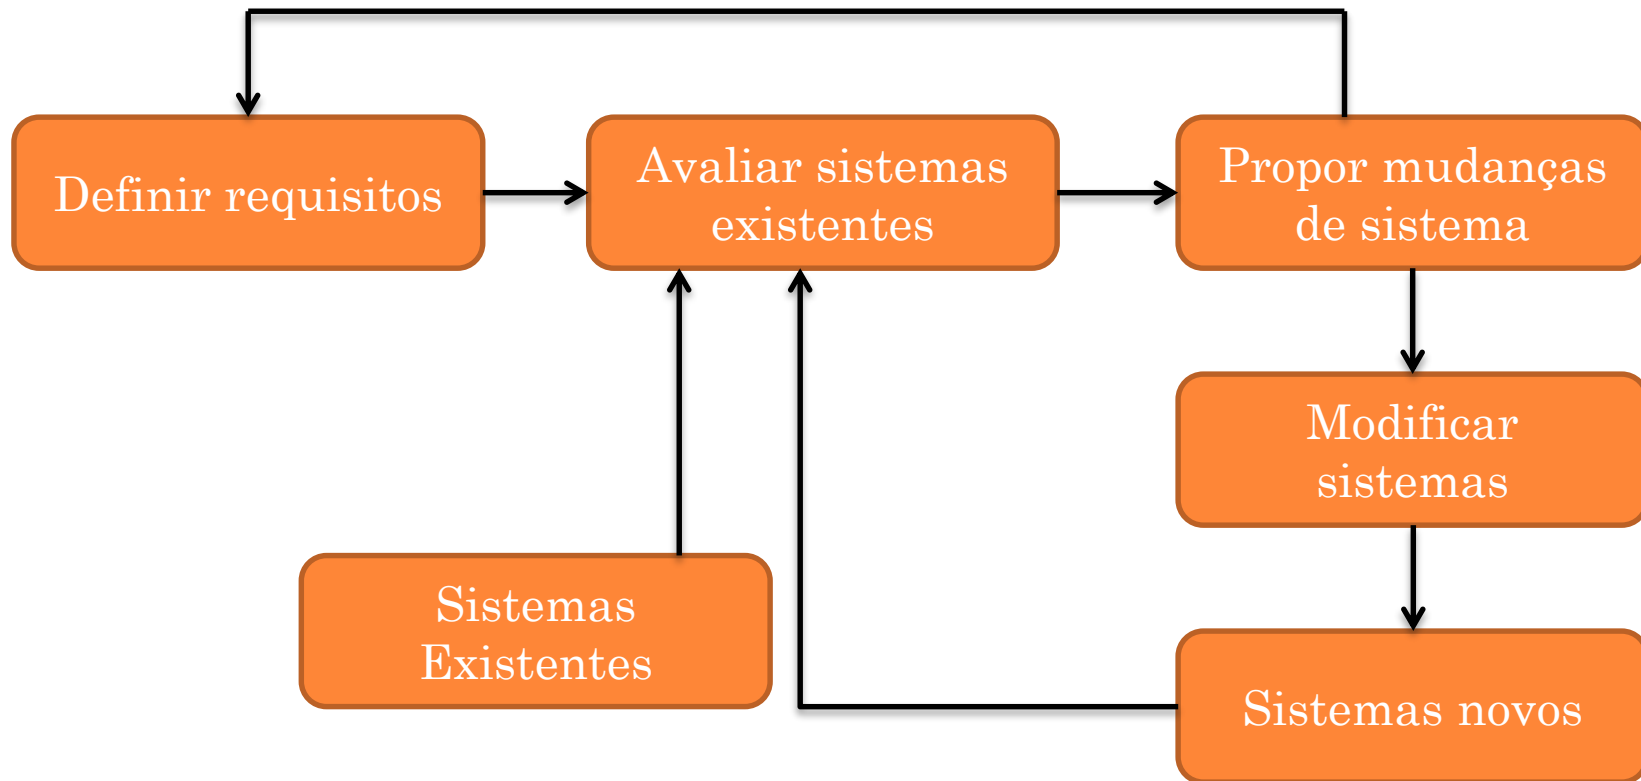 Definir requisitos
Avaliar sistemas
existentes
Propor mudanças
de sistema
Modificar
sistemas
Sistemas
Existentes
Sistemas novos